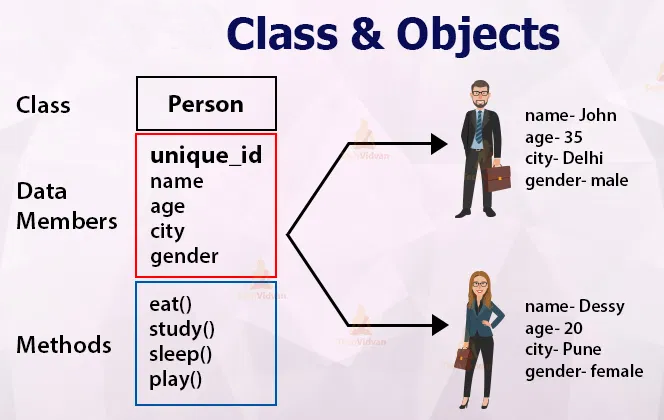 Class & Objects
Class
Person
Data
Members
unique_id
name
age
city
gender
Methods
eat()
study()
sleep()
play()
name- John
age- 35
city- Delhi
gender- male
name- Dessy
age- 20
city- Pune
gender- female